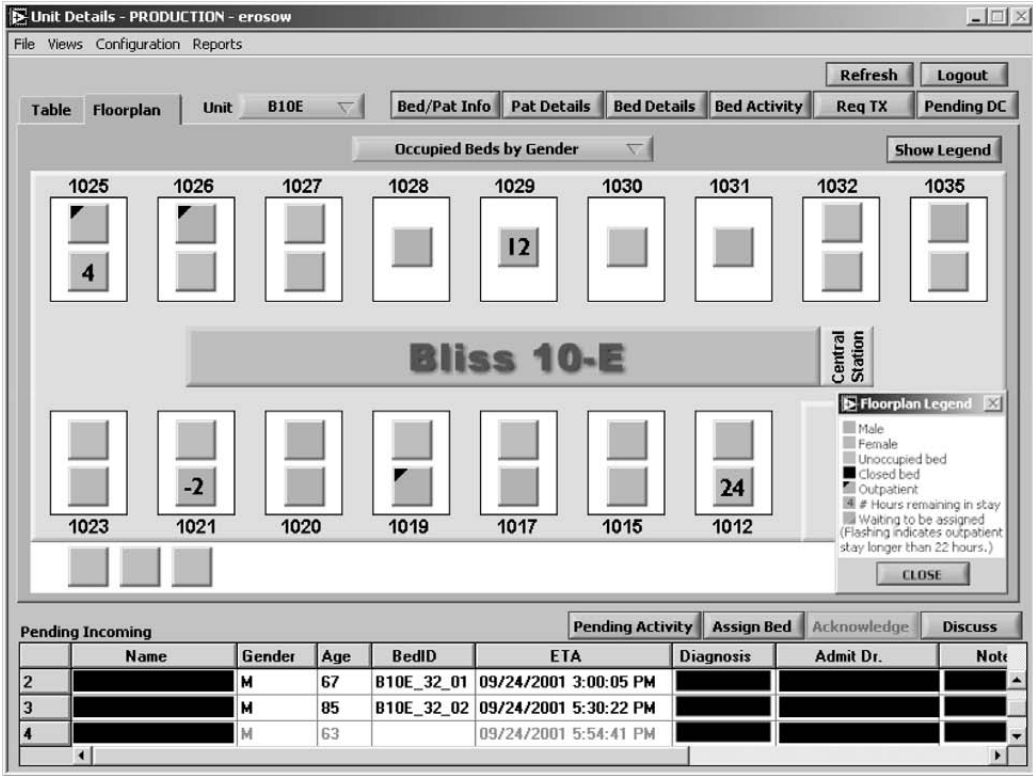 Unit Details - PRODUCTION - erosow
File Views Configuration Reports
Refresh Logout
Table Floorplan Unit B10E Bed/Pat Info Pat Details Bed Details Bed Activity Req TX Pending DC
Occupied Beds by Gender Show Legend
1025 1026 1027 1028 1029 1030 1031 1032 1035
12
4
Bliss 10-E
Central
Station
-2 24
1023 1021 1020 1019 1017 1015 1012
Floorplan Legend
Male
Female
Unoccupied bed
Closed bed
Outpatient
4 # Hours remaining in stay
Waiting to be assigned
(Flashing indicates outpatient
stay longer than 22 hours.)
CLOSE
Pending Incoming Pending Activity Assign Bed Acknowledge Discuss
Name Gender Age BedID ETA Diagnosis Admit Dr. Note
2 M 67 B10E_32_01 09/24/2001 3:00:05 PM
3 M 85 B10E_32_02 09/24/2001 5:30:22 PM
4 M 63 09/24/2001 5:54:41 PM